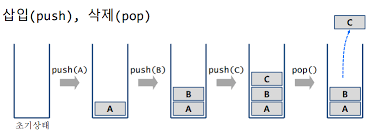 삽입(push), 삭제(pop)
C
push(A)
push(B)
push(C)
pop()
C
B
B
B
A
A
A
A
초기상태